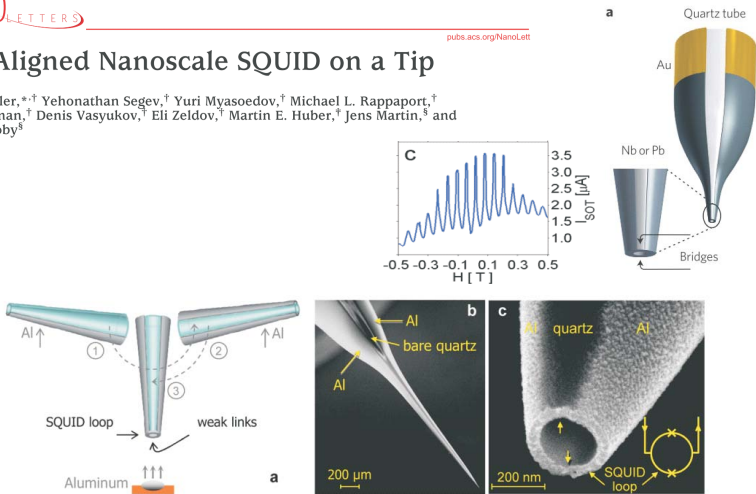 LETTERS
pubs.acs.org/NanoLett
Aligned Nanoscale SQUID on a Tip
ler,*,† Yehonathan Segev,† Yuri Myasoedov,† Michael L. Rappaport,†
nan,† Denis Vasyukov,† Eli Zeldov,† Martin E. Huber,‡ Jens Martin,§ and
oby§
a
Quartz tube
Au
Nb or Pb
Bridges
C
3.5
3.0
2.5
2.0
1.5
1.0
I_SOT [μA]
-0.5 -0.3 -0.1 0.1 0.3 0.5
H [T]
Al
1
2
3
Al
SQUID loop
weak links
Aluminum
a
b
Al
bare quartz
Al
200 μm
c
Al
quartz
Al
200 nm
SQUID
loop